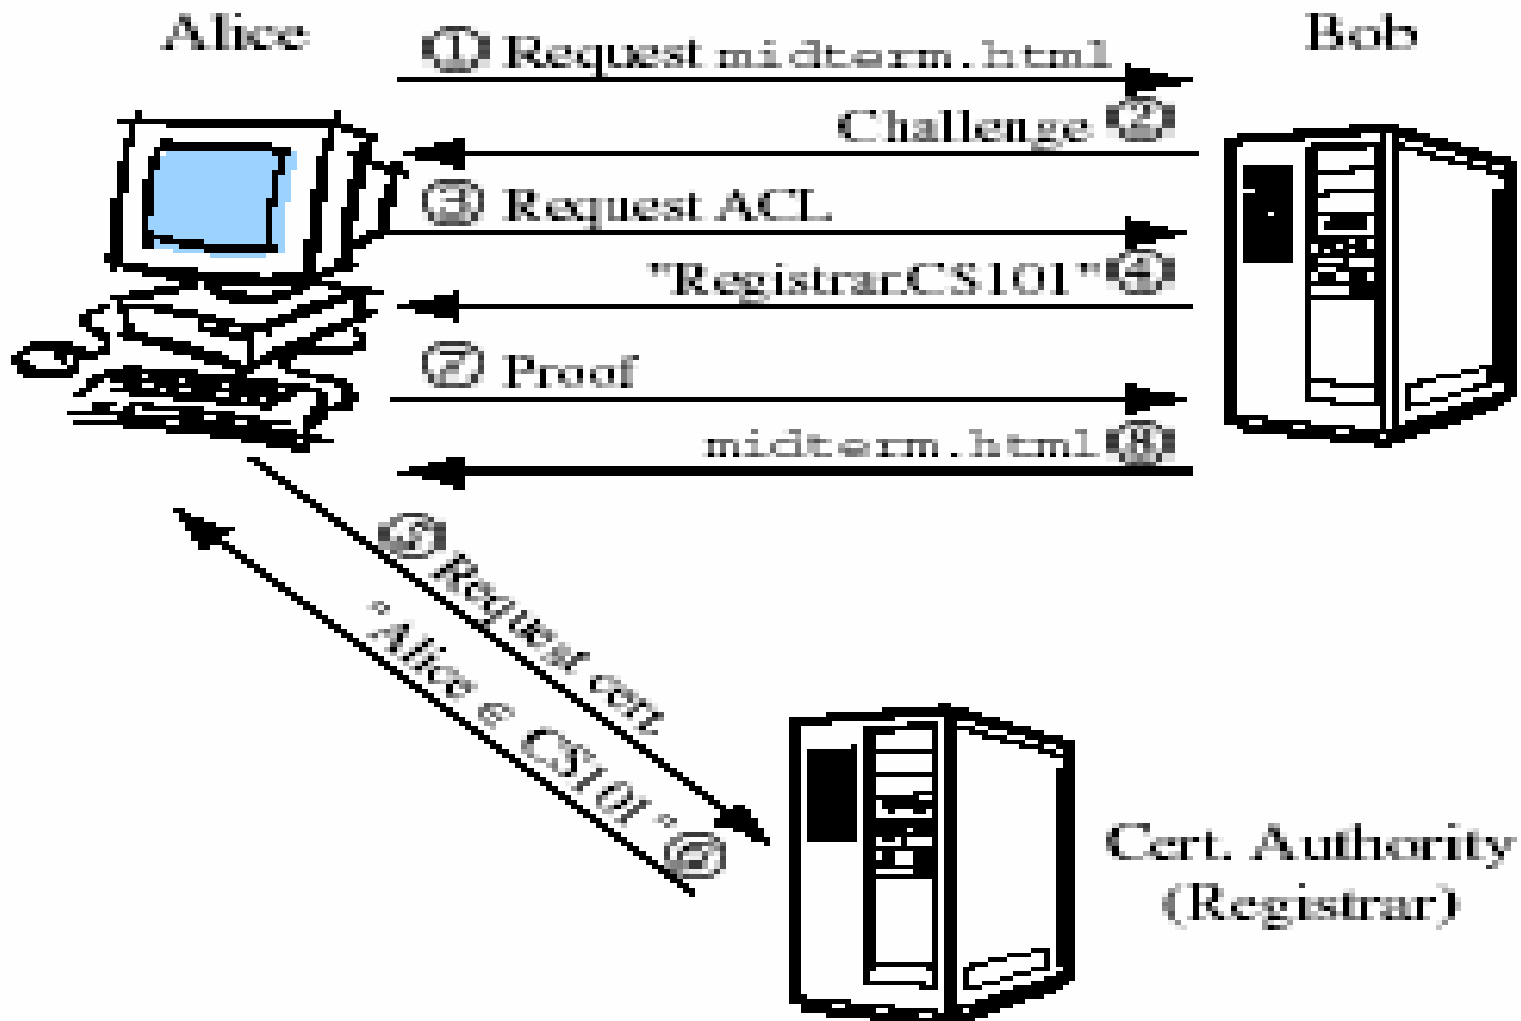 Alice
Bob
① Request midterm.html
Challenge ②
③ Request ACL
"Registrar.CS101" ④
⑦ Proof
midterm.html ⑧
⑤ Request cert.
"Alice ∈ CS101" ⑥
Cert. Authority
(Registrar)